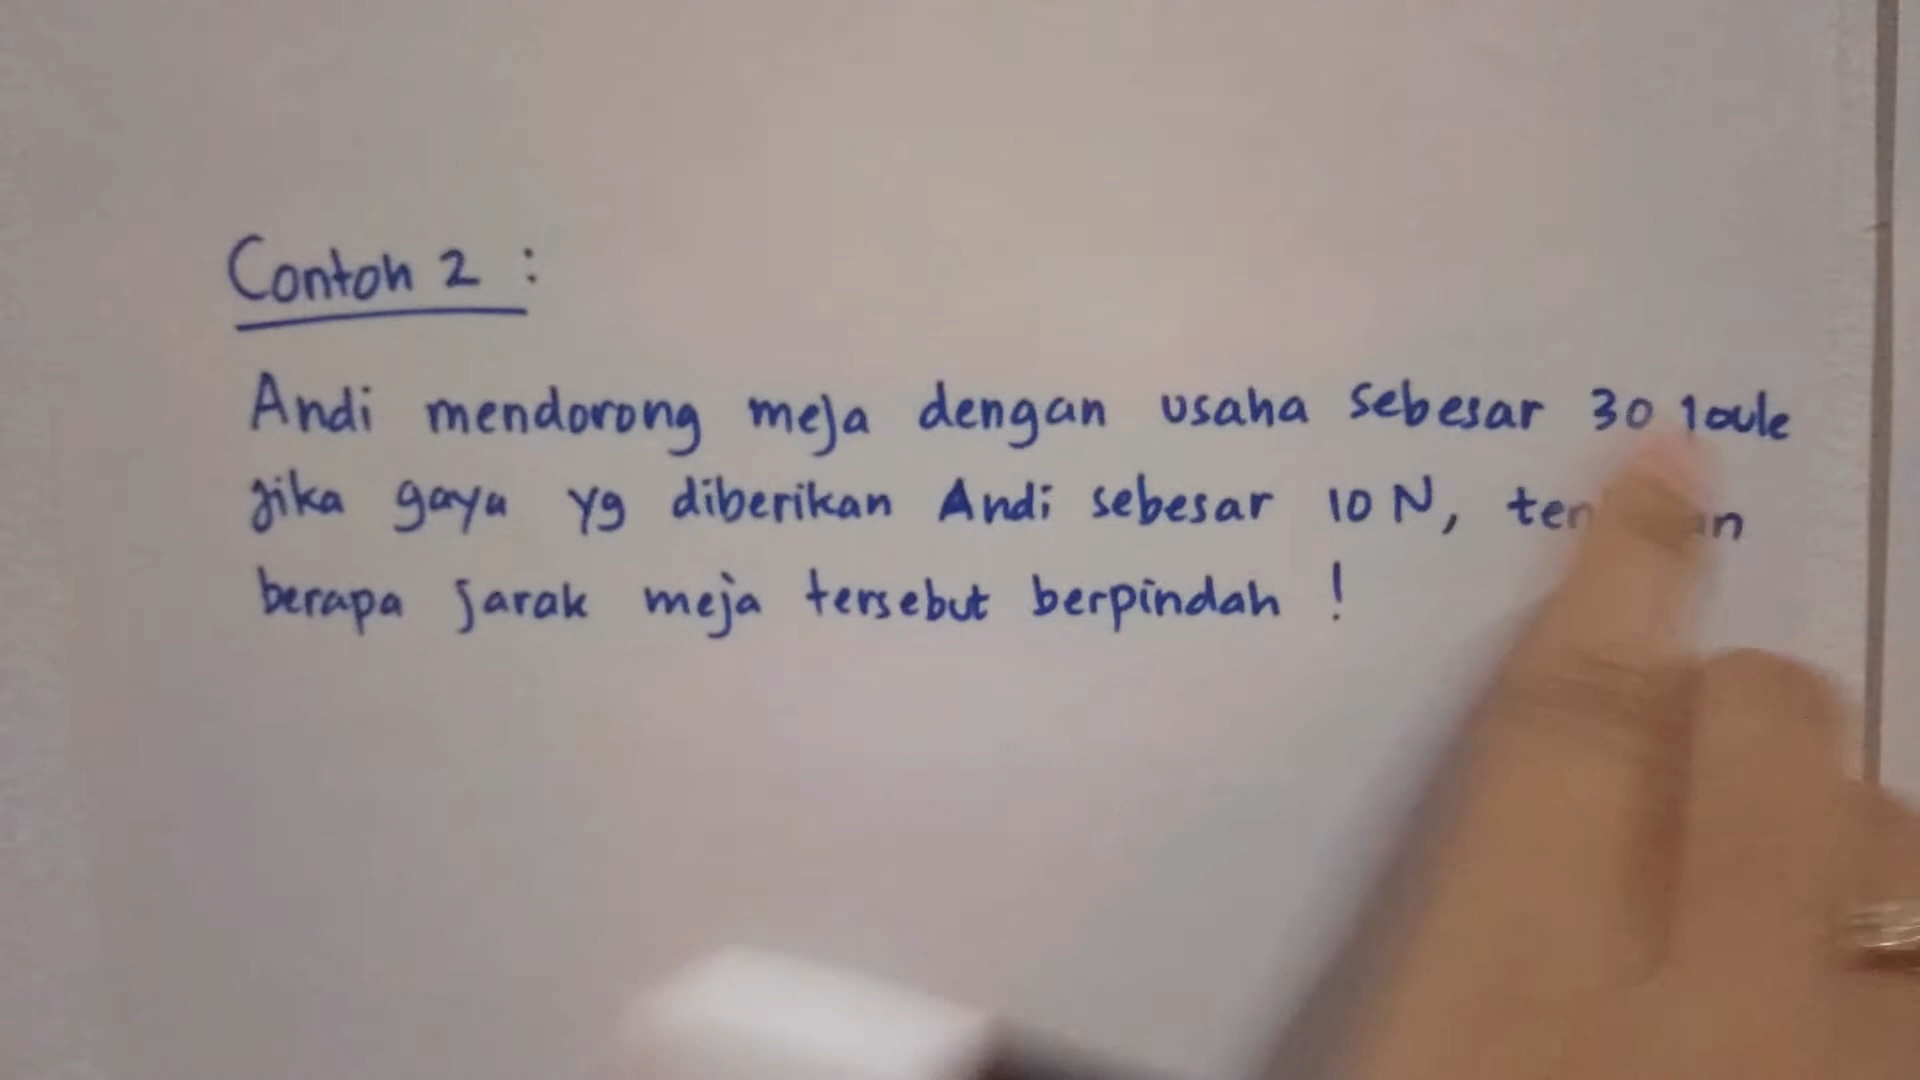 Contoh 2 :
Andi mendorong meja dengan usaha sebesar 30 Joule
Jika gaya yg diberikan Andi sebesar 10 N,
berapa jarak meja tersebut berpindah !